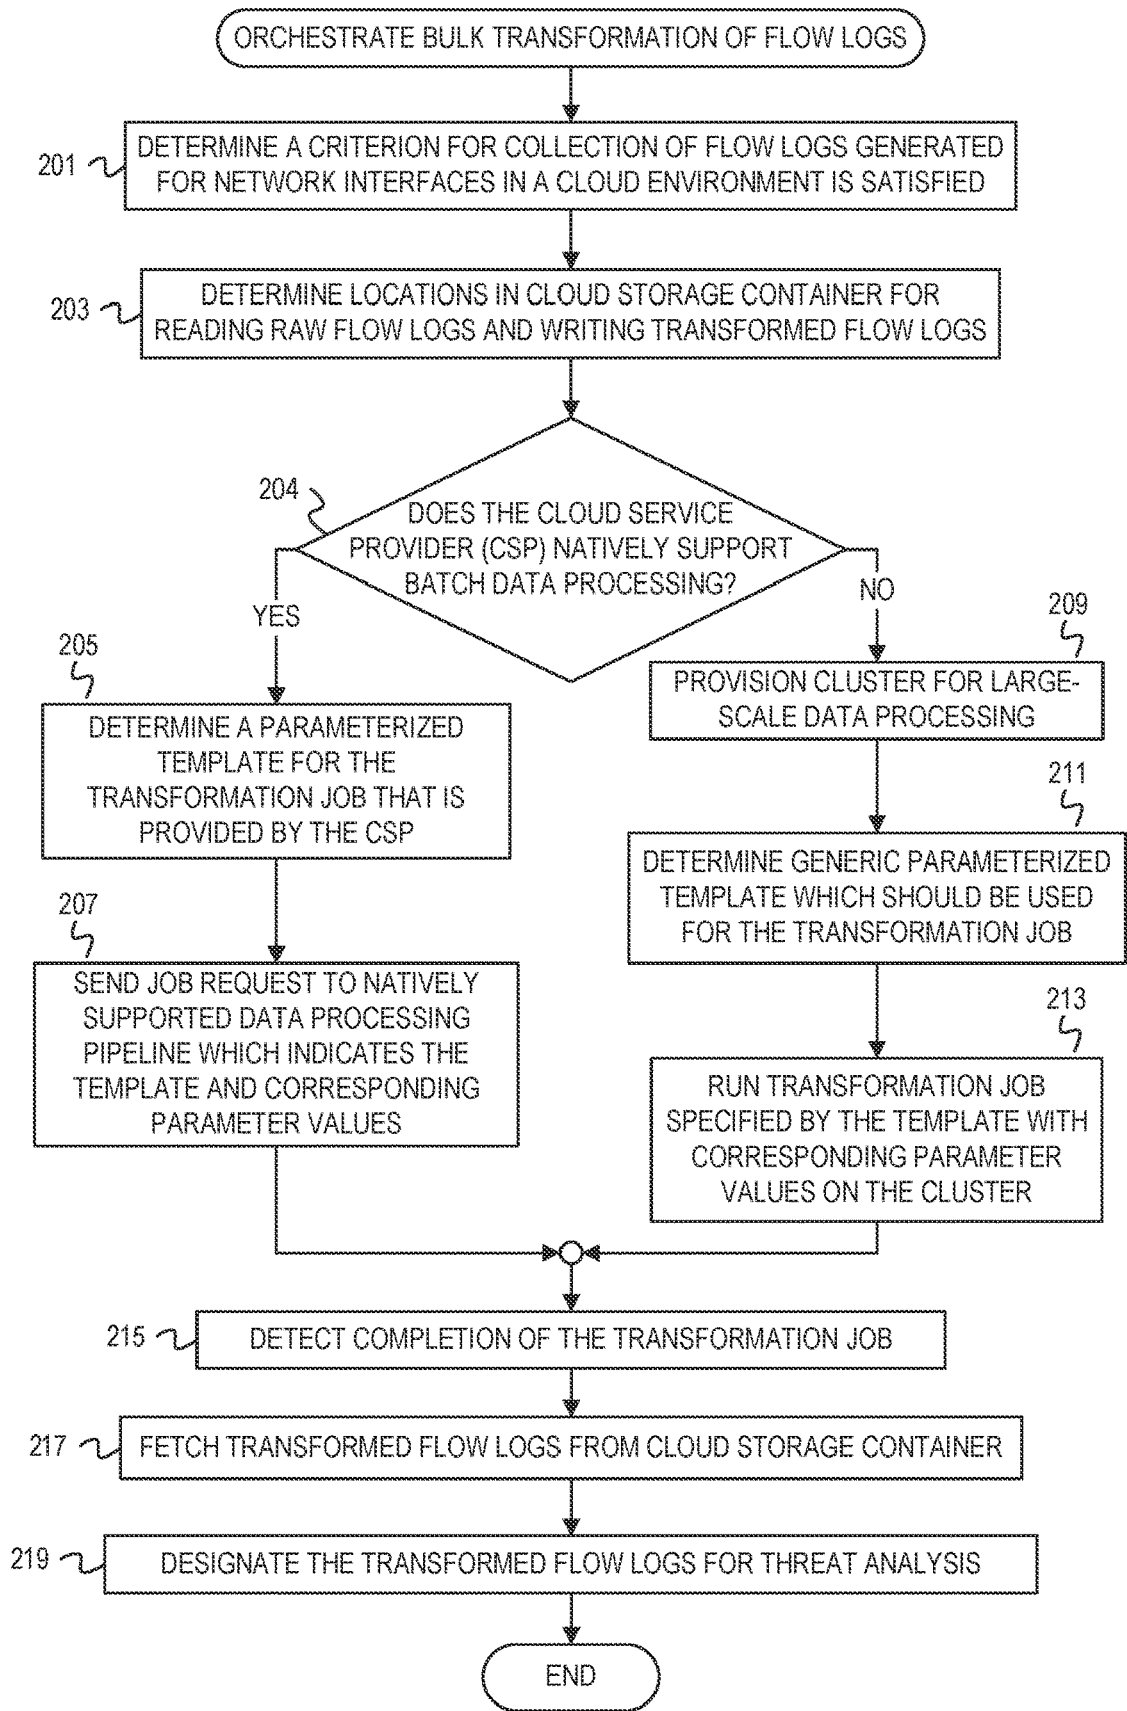 ORCHESTRATE BULK TRANSFORMATION OF FLOW LOGS
201
DETERMINE A CRITERION FOR COLLECTION OF FLOW LOGS GENERATED
FOR NETWORK INTERFACES IN A CLOUD ENVIRONMENT IS SATISFIED
203
DETERMINE LOCATIONS IN CLOUD STORAGE CONTAINER FOR
READING RAW FLOW LOGS AND WRITING TRANSFORMED FLOW LOGS
204
DOES THE CLOUD SERVICE
PROVIDER (CSP) NATIVELY SUPPORT
BATCH DATA PROCESSING?
YES
NO
205
DETERMINE A PARAMETERIZED
TEMPLATE FOR THE
TRANSFORMATION JOB THAT IS
PROVIDED BY THE CSP
207
SEND JOB REQUEST TO NATIVELY
SUPPORTED DATA PROCESSING
PIPELINE WHICH INDICATES THE
TEMPLATE AND CORRESPONDING
PARAMETER VALUES
209
PROVISION CLUSTER FOR LARGE-
SCALE DATA PROCESSING
211
DETERMINE GENERIC PARAMETERIZED
TEMPLATE WHICH SHOULD BE USED
FOR THE TRANSFORMATION JOB
213
RUN TRANSFORMATION JOB
SPECIFIED BY THE TEMPLATE WITH
CORRESPONDING PARAMETER
VALUES ON THE CLUSTER
215
DETECT COMPLETION OF THE TRANSFORMATION JOB
217
FETCH TRANSFORMED FLOW LOGS FROM CLOUD STORAGE CONTAINER
219
DESIGNATE THE TRANSFORMED FLOW LOGS FOR THREAT ANALYSIS
END